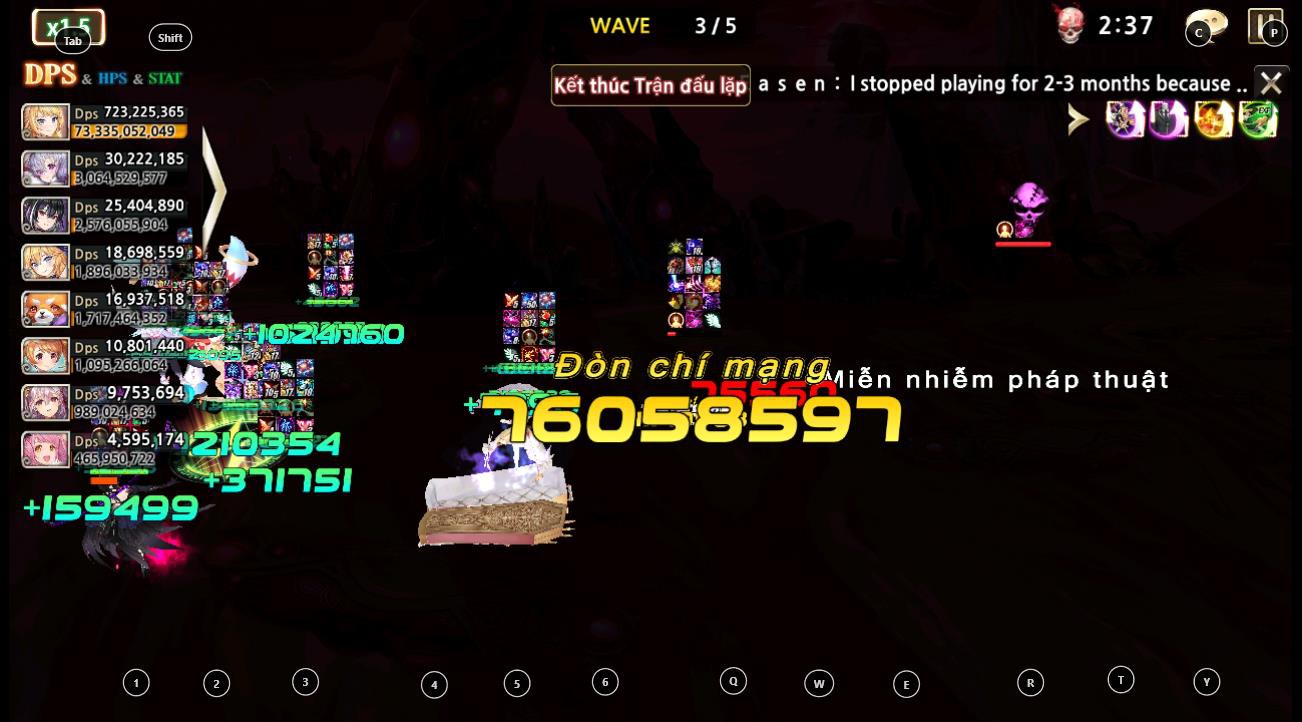 x1.5
Tab
Shift
WAVE 3/5
2:37
C
P
DPS & HPS & STAT
Kết thúc Trận đấu lặp
a s e n : I stopped playing for 2-3 months because ..
Dps 723,225,365
73,335,052,049
Dps 30,222,185
3,064,529,577
Dps 25,404,890
2,576,055,904
Dps 18,698,559
1,896,033,934
Dps 16,937,518
1,717,464,352
Dps 10,801,440
1,095,266,064
Dps 9,753,694
989,024,634
Dps 4,595,174
465,950,722
+1024760
Đòn chí mạng
Miễn nhiễm pháp thuật
76058597
210354
+371751
+159499
1
2
3
4
5
6
Q
W
E
R
T
Y